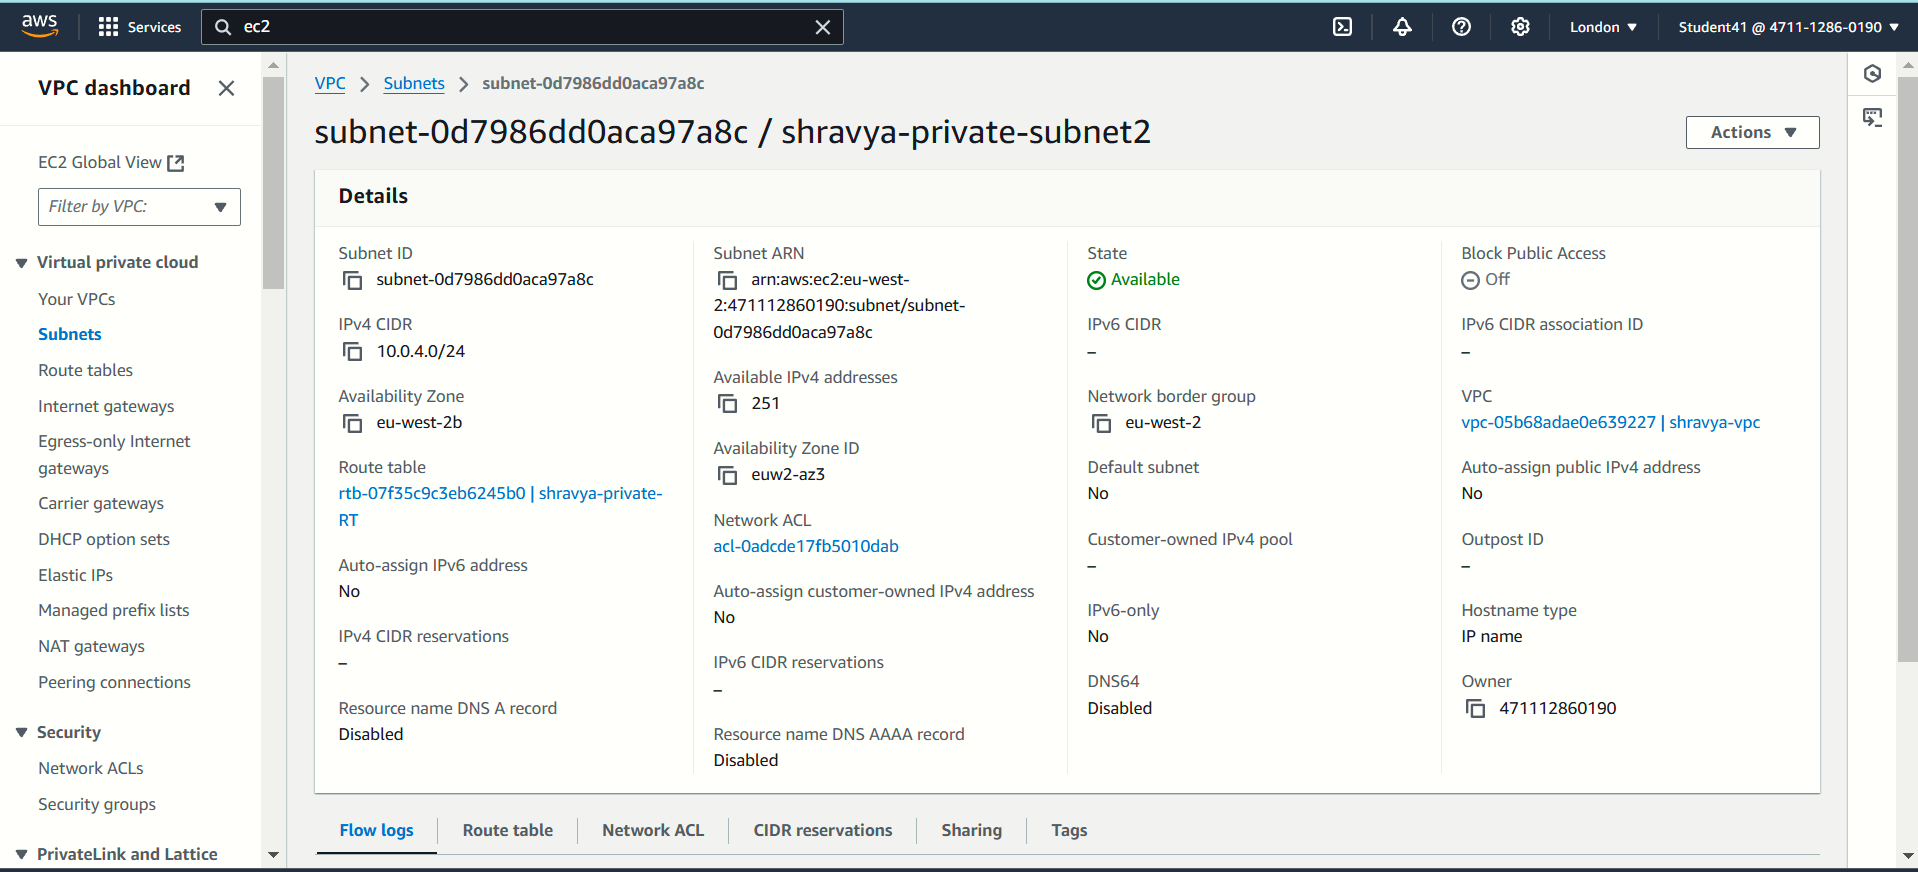 aws
Services
ec2
London
Student41 @ 4711-1286-0190
VPC dashboard
EC2 Global View
Filter by VPC:
Virtual private cloud
Your VPCs
Subnets
Route tables
Internet gateways
Egress-only Internet
gateways
Carrier gateways
DHCP option sets
Elastic IPs
Managed prefix lists
NAT gateways
Peering connections
Security
Network ACLs
Security groups
PrivateLink and Lattice
VPC
Subnets
subnet-0d7986dd0aca97a8c
subnet-0d7986dd0aca97a8c / shravya-private-subnet2
Actions
Details
Subnet ID
subnet-0d7986dd0aca97a8c
IPv4 CIDR
10.0.4.0/24
Availability Zone
eu-west-2b
Route table
rtb-07f35c9c3eb6245b0 | shravya-private-
RT
Auto-assign IPv6 address
No
IPv4 CIDR reservations
–
Resource name DNS A record
Disabled
Subnet ARN
arn:aws:ec2:eu-west-
2:471112860190:subnet/subnet-
0d7986dd0aca97a8c
Available IPv4 addresses
251
Availability Zone ID
euw2-az3
Network ACL
acl-0adcde17fb5010dab
Auto-assign customer-owned IPv4 address
No
IPv6 CIDR reservations
–
Resource name DNS AAAA record
Disabled
State
Available
IPv6 CIDR
–
Network border group
eu-west-2
Default subnet
No
Customer-owned IPv4 pool
–
IPv6-only
No
DNS64
Disabled
Block Public Access
Off
IPv6 CIDR association ID
–
VPC
vpc-05b68adae0e639227 | shravya-vpc
Auto-assign public IPv4 address
No
Outpost ID
–
Hostname type
IP name
Owner
471112860190
Flow logs
Route table
Network ACL
CIDR reservations
Sharing
Tags